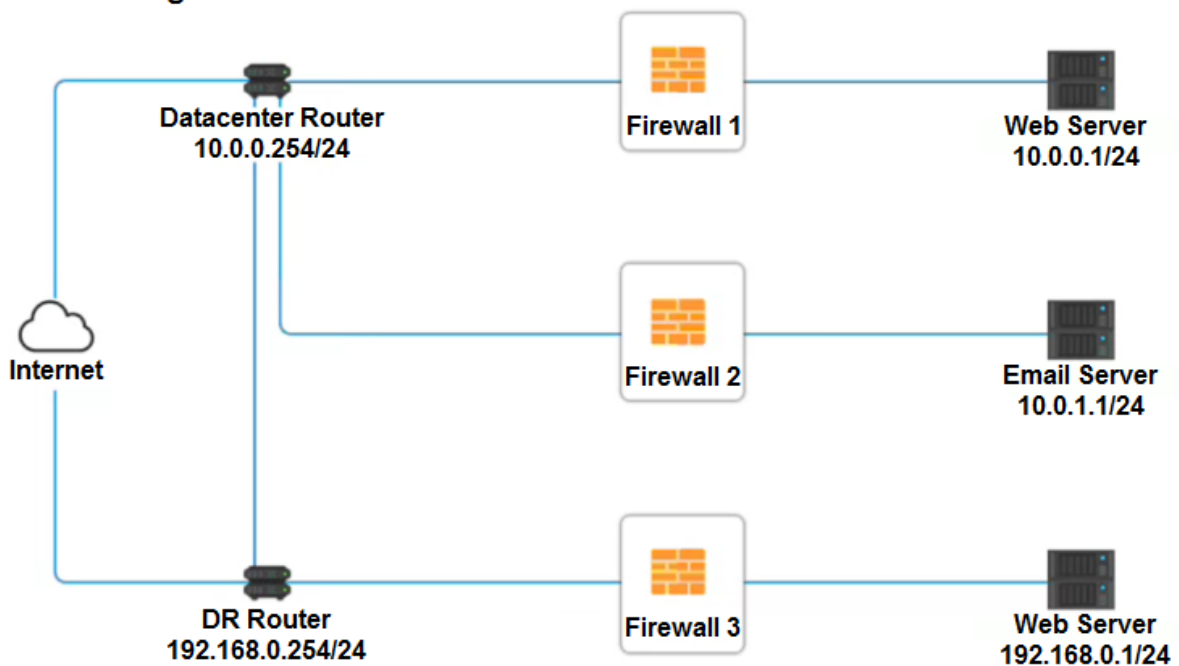 Datacenter Router
10.0.0.254/24
Firewall 1
Web Server
10.0.0.1/24
Internet
Firewall 2
Email Server
10.0.1.1/24
DR Router
192.168.0.254/24
Firewall 3
Web Server
192.168.0.1/24